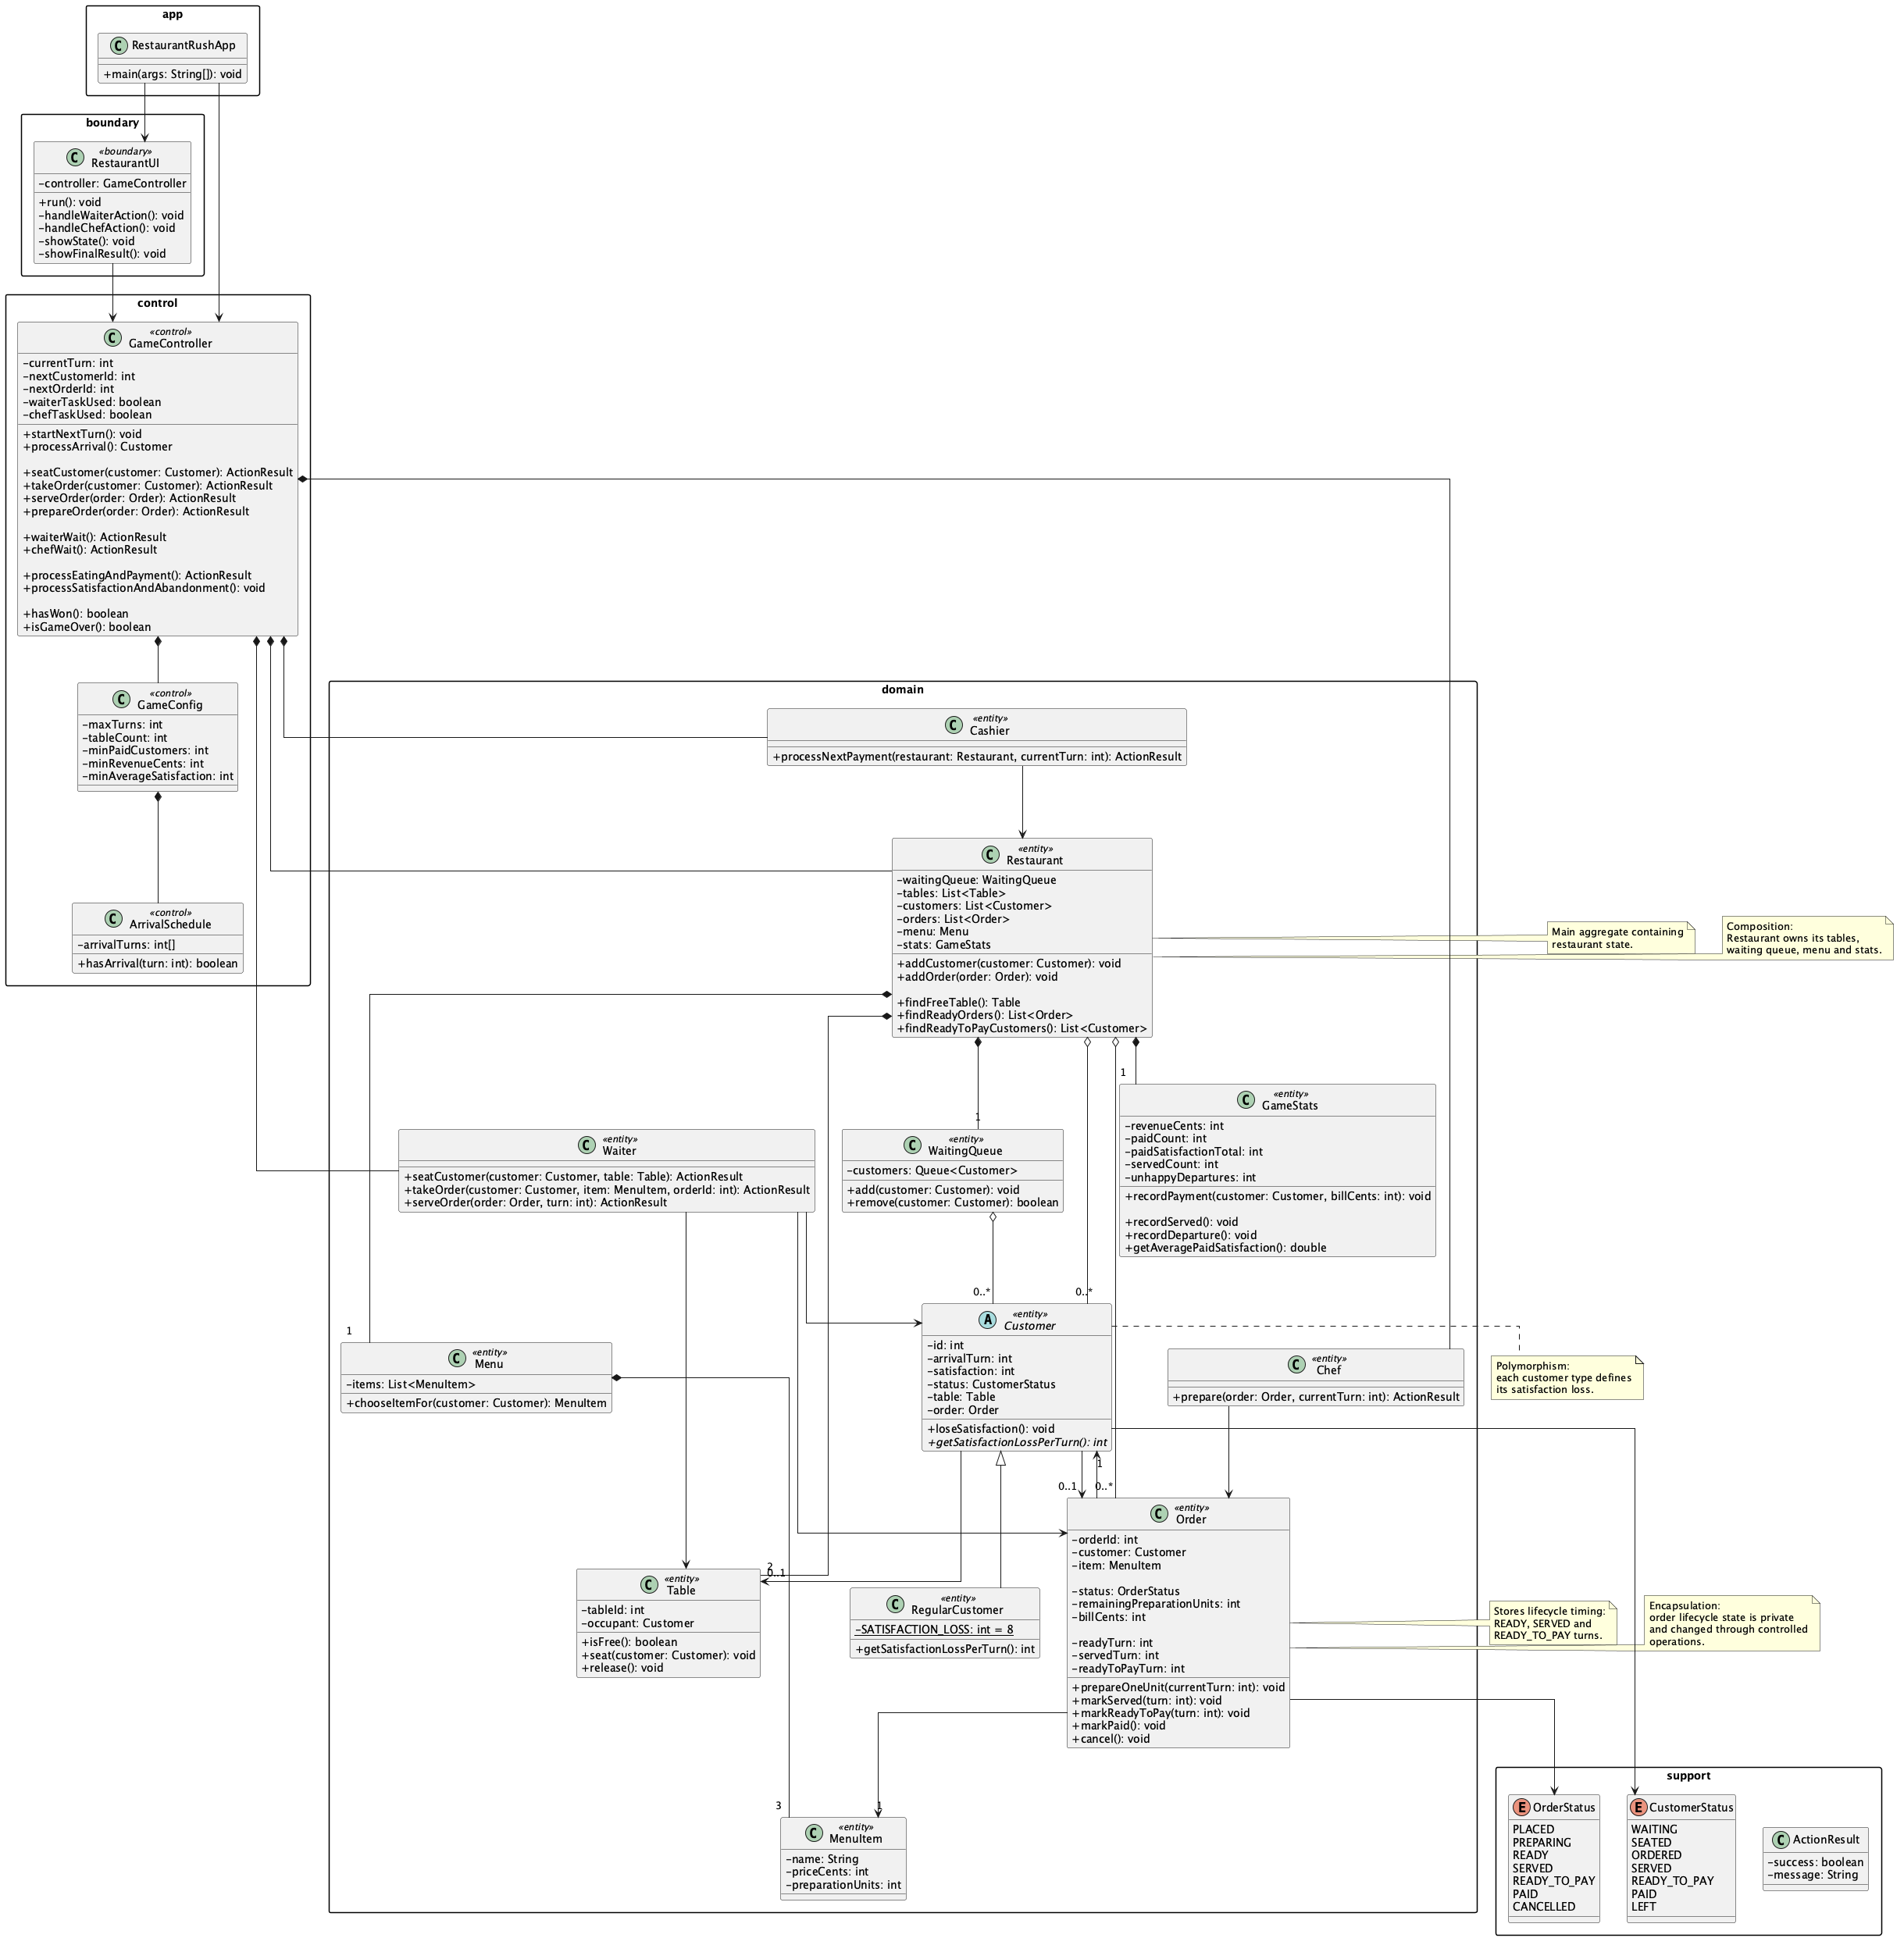 app
C RestaurantRushApp
+main(args: String[]): void
boundary
«boundary»
C RestaurantUI
-controller: GameController
+run(): void
-handleWaiterAction(): void
-handleChefAction(): void
-showState(): void
-showFinalResult(): void
control
«control»
C GameController
-currentTurn: int
-nextCustomerId: int
-nextOrderId: int
-waiterTaskUsed: boolean
-chefTaskUsed: boolean
+startNextTurn(): void
+processArrival(): Customer
+seatCustomer(customer: Customer): ActionResult
+takeOrder(customer: Customer): ActionResult
+serveOrder(order: Order): ActionResult
+prepareOrder(order: Order): ActionResult
+waiterWait(): ActionResult
+chefWait(): ActionResult
+processEatingAndPayment(): ActionResult
+processSatisfactionAndAbandonment(): void
+hasWon(): boolean
+isGameOver(): boolean
«control»
C GameConfig
-maxTurns: int
-tableCount: int
-minPaidCustomers: int
-minRevenueCents: int
-minAverageSatisfaction: int
«control»
C ArrivalSchedule
-arrivalTurns: int[]
+hasArrival(turn: int): boolean
domain
«entity»
C Cashier
+processNextPayment(restaurant: Restaurant, currentTurn: int): ActionResult
«entity»
C Restaurant
-waitingQueue: WaitingQueue
-tables: List<Table>
-customers: List<Customer>
-orders: List<Order>
-menu: Menu
-stats: GameStats
+addCustomer(customer: Customer): void
+addOrder(order: Order): void
+findFreeTable(): Table
+findReadyOrders(): List<Order>
+findReadyToPayCustomers(): List<Customer>
Main aggregate containing
restaurant state.
Composition:
Restaurant owns its tables,
waiting queue, menu and stats.
1
«entity»
C GameStats
-revenueCents: int
-paidCount: int
-paidSatisfactionTotal: int
-servedCount: int
-unhappyDepartures: int
+recordPayment(customer: Customer, billCents: int): void
+recordServed(): void
+recordDeparture(): void
+getAveragePaidSatisfaction(): double
1
«entity»
C Waiter
+seatCustomer(customer: Customer, table: Table): ActionResult
+takeOrder(customer: Customer, item: MenuItem, orderId: int): ActionResult
+serveOrder(order: Order, turn: int): ActionResult
«entity»
C WaitingQueue
-customers: Queue<Customer>
+add(customer: Customer): void
+remove(customer: Customer): boolean
0..*
0..*
1
«entity»
C Menu
-items: List<MenuItem>
+chooseItemFor(customer: Customer): MenuItem
«entity»
A Customer
-id: int
-arrivalTurn: int
-satisfaction: int
-status: CustomerStatus
-table: Table
-order: Order
+loseSatisfaction(): void
+getSatisfactionLossPerTurn(): int
«entity»
C Chef
+prepare(order: Order, currentTurn: int): ActionResult
Polymorphism:
each customer type defines
its satisfaction loss.
1
0..1
0..*
«entity»
C Order
-orderId: int
-customer: Customer
-item: MenuItem
-status: OrderStatus
-remainingPreparationUnits: int
-billCents: int
-readyTurn: int
-servedTurn: int
-readyToPayTurn: int
+prepareOneUnit(currentTurn: int): void
+markServed(turn: int): void
+markReadyToPay(turn: int): void
+markPaid(): void
+cancel(): void
2
0..1
«entity»
C Table
-tableId: int
-occupant: Customer
+isFree(): boolean
+seat(customer: Customer): void
+release(): void
«entity»
C RegularCustomer
-SATISFACTION_LOSS: int = 8
+getSatisfactionLossPerTurn(): int
Stores lifecycle timing:
READY, SERVED and
READY_TO_PAY turns.
Encapsulation:
order lifecycle state is private
and changed through controlled
operations.
3
1
«entity»
C MenuItem
-name: String
-priceCents: int
-preparationUnits: int
support
E OrderStatus
PLACED
PREPARING
READY
SERVED
READY_TO_PAY
PAID
CANCELLED
E CustomerStatus
WAITING
SEATED
ORDERED
SERVED
READY_TO_PAY
PAID
LEFT
C ActionResult
-success: boolean
-message: String